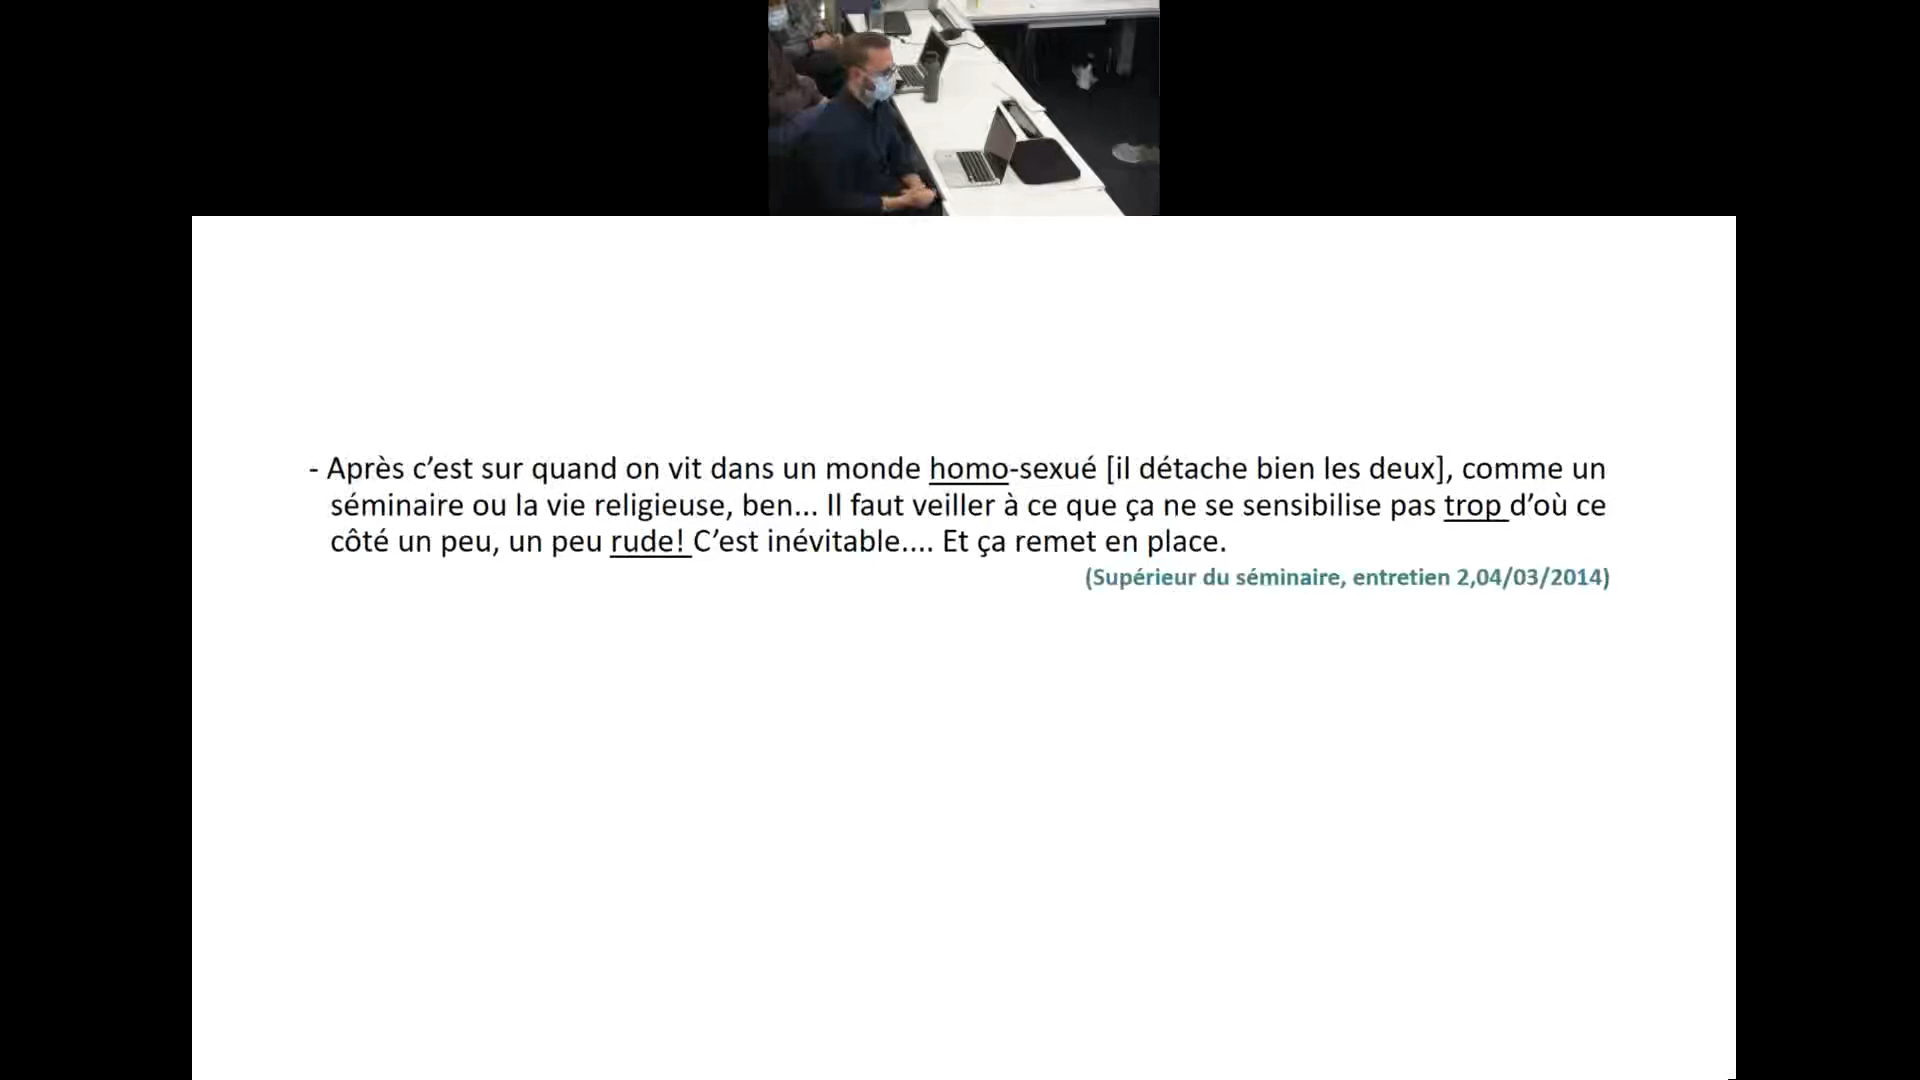 - Après c’est sur quand on vit dans un monde homo-sexué [il détache bien les deux], comme un
séminaire ou la vie religieuse, ben... Il faut veiller à ce que ça ne se sensibilise pas trop d’où ce
côté un peu, un peu rude! C’est inévitable.... Et ça remet en place.
(Supérieur du séminaire, entretien 2,04/03/2014)